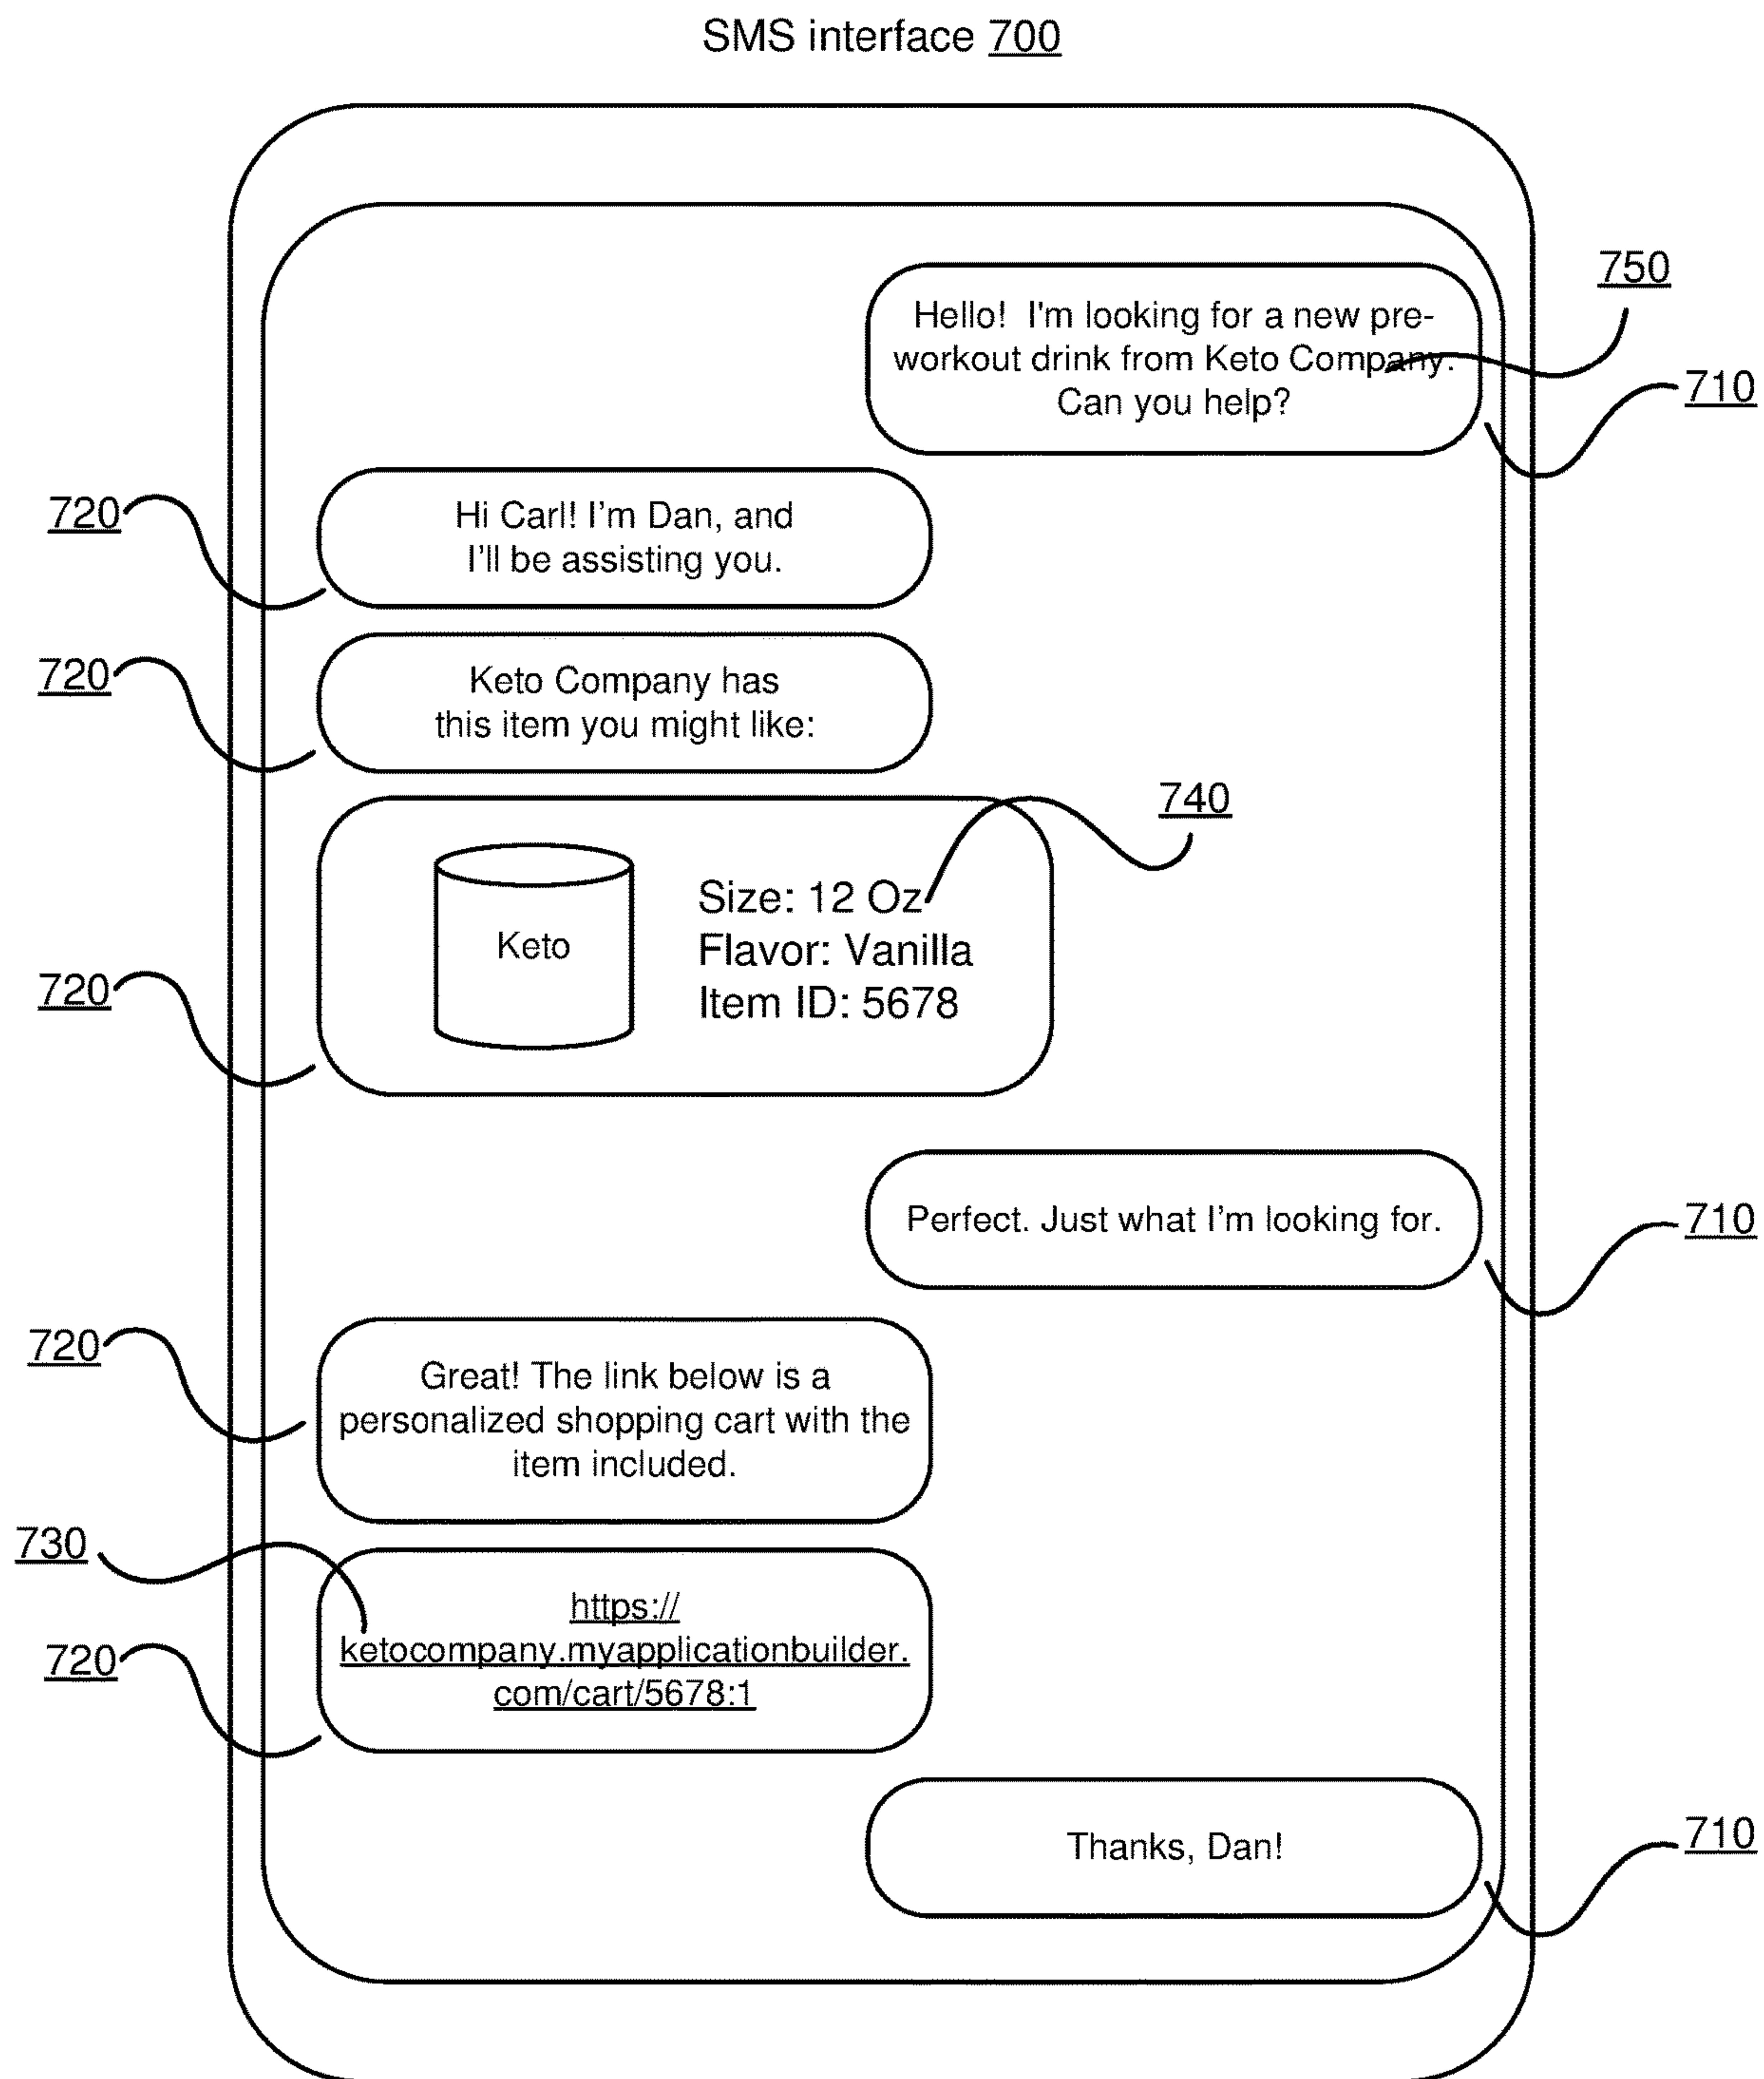 SMS interface 700
Hello!  I'm looking for a new pre-
workout drink from Keto Company.
Can you help?
750
710
720
Hi Carl! I'm Dan, and
I'll be assisting you.
720
Keto Company has
this item you might like:
740
720
Keto
Size: 12 Oz
Flavor: Vanilla
Item ID: 5678
Perfect. Just what I'm looking for.
710
720
Great! The link below is a
personalized shopping cart with the
item included.
730
720
https://
ketocompany.myapplicationbuilder.
com/cart/5678:1
Thanks, Dan!
710